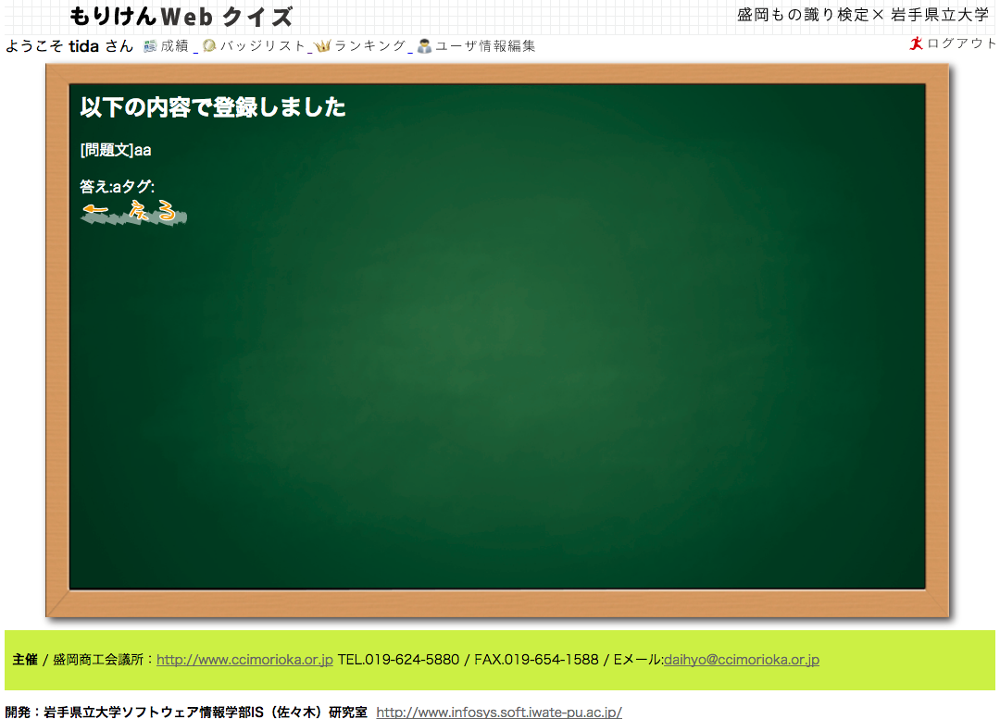 もりけんWeb クイズ
盛岡もの識り検定× 岩手県立大学
ようこそ tida さん 成績_バッジリスト_ランキング_ユーザ情報編集
ログアウト
以下の内容で登録しました
[問題文]aa
答え:aタグ:
← 戻る
主催 / 盛岡商工会議所：http://www.ccimorioka.or.jp TEL.019-624-5880 / FAX.019-654-1588 / Eメール:daihyo@ccimorioka.or.jp
開発：岩手県立大学ソフトウェア情報学部IS（佐々木）研究室 http://www.infosys.soft.iwate-pu.ac.jp/